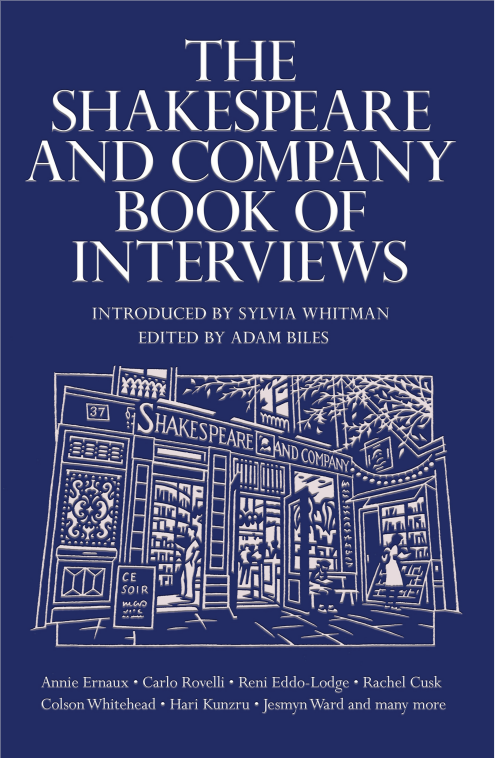 THE
SHAKESPEARE
AND COMPANY
BOOK OF
INTERVIEWS
INTRODUCED BY SYLVIA WHITMAN
EDITED BY ADAM BILES
37
SHAKESPEARE AND COMPANY
CE
SOIR
Annie Ernaux • Carlo Rovelli • Reni Eddo-Lodge • Rachel Cusk
Colson Whitehead • Hari Kunzru • Jesmyn Ward and many more